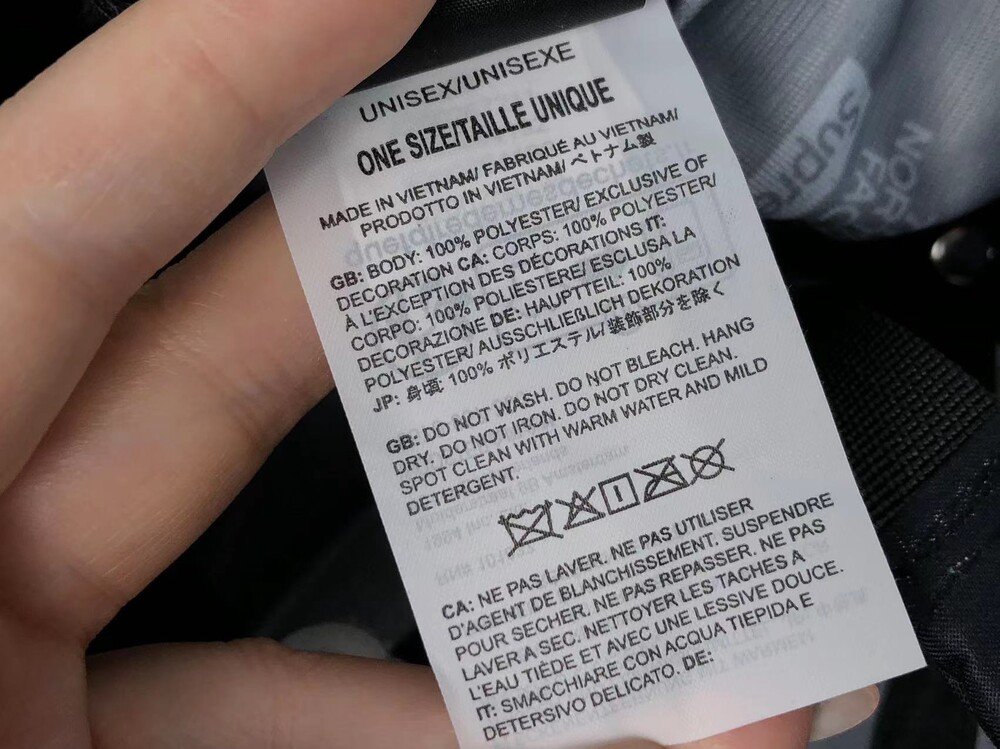 UNISEX/UNISEXE
ONE SIZE/TAILLE UNIQUE
MADE IN VIETNAM/ FABRIQUÉ AU VIETNAM/
PRODOTTO IN VIETNAM/ ベトナム製
GB: BODY: 100% POLYESTER/ EXCLUSIVE OF
DECORATION CA: CORPS: 100% POLYESTER/
À L'EXCEPTION DES DÉCORATIONS IT:
CORPO: 100% POLIESTERE/ ESCLUSA LA
DECORAZIONE DE: HAUPTTEIL: 100%
POLYESTER/ AUSSCHLIEßLICH DEKORATION
JP: 身頃: 100% ポリエステル/ 装飾部分を除く
GB: DO NOT WASH. DO NOT BLEACH. HANG
DRY. DO NOT IRON. DO NOT DRY CLEAN.
SPOT CLEAN WITH WARM WATER AND MILD
DETERGENT.
CA: NE PAS LAVER. NE PAS UTILISER
D'AGENT DE BLANCHISSEMENT. SUSPENDRE
POUR SECHER. NE PAS REPASSER. NE PAS
LAVER A SEC. NETTOYER LES TACHES A
L'EAU TIÈDE ET AVEC UNE LESSIVE DOUCE.
IT: SMACCHIARE CON ACQUA TIEPIDA E
DETERSIVO DELICATO. DE: